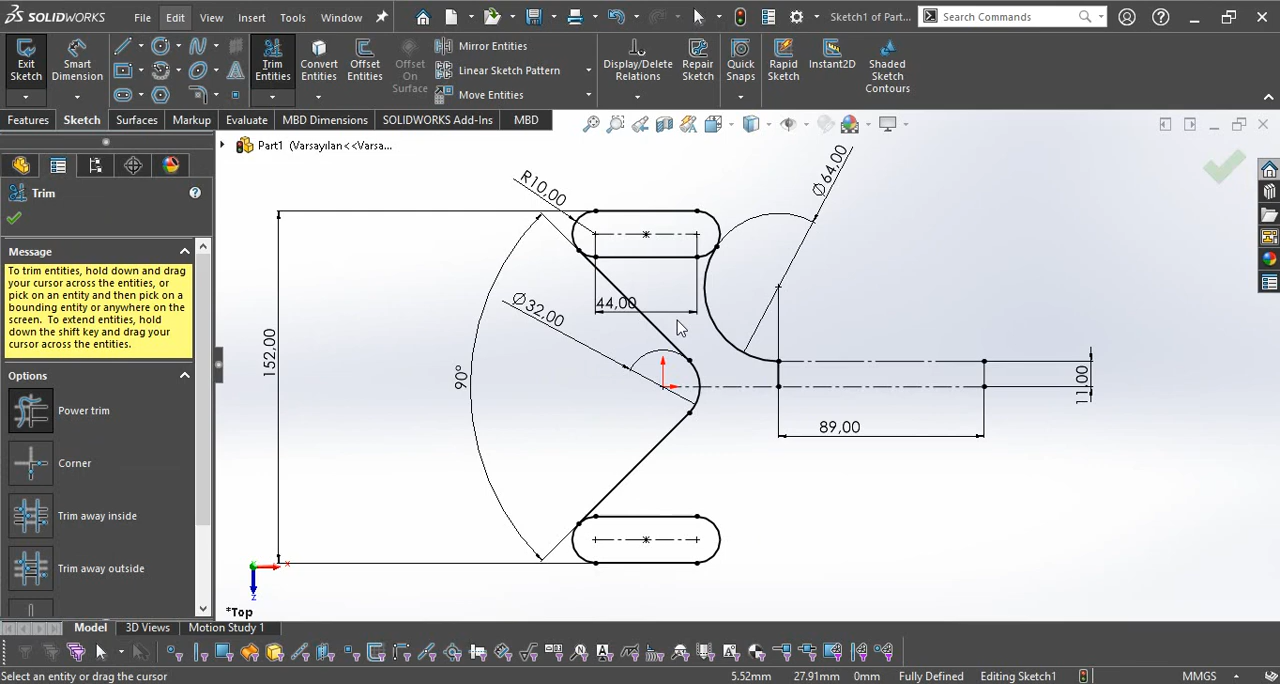 SOLIDWORKS File Edit View Insert Tools Window Sketch1 of Part... Search Commands
Exit Sketch
Smart Dimension
Trim Entities
Convert Entities
Offset Entities
Offset On Surface
Mirror Entities
Linear Sketch Pattern
Move Entities
Display/Delete Relations
Repair Sketch
Quick Snaps
Rapid Sketch
Instant2D
Shaded Sketch Contours
Features Sketch Surfaces Markup Evaluate MBD Dimensions SOLIDWORKS Add-Ins MBD
Part1 (Varsayılan<<Varsa...
Trim
Message
To trim entities, hold down and drag
your cursor across the entities, or
pick on an entity and then pick on a
bounding entity or anywhere on the
screen. To extend entities, hold
down the shift key and drag your
cursor across the entities.
Options
Power trim
Corner
Trim away inside
Trim away outside
R10,00
Ø64,00
44,00
Ø32,00
152,00
90°
11,00
89,00
*Top
x
z
Model 3D Views Motion Study 1
Select an entity or drag the cursor 5.52mm 27.91mm 0mm Fully Defined Editing Sketch1 MMGS